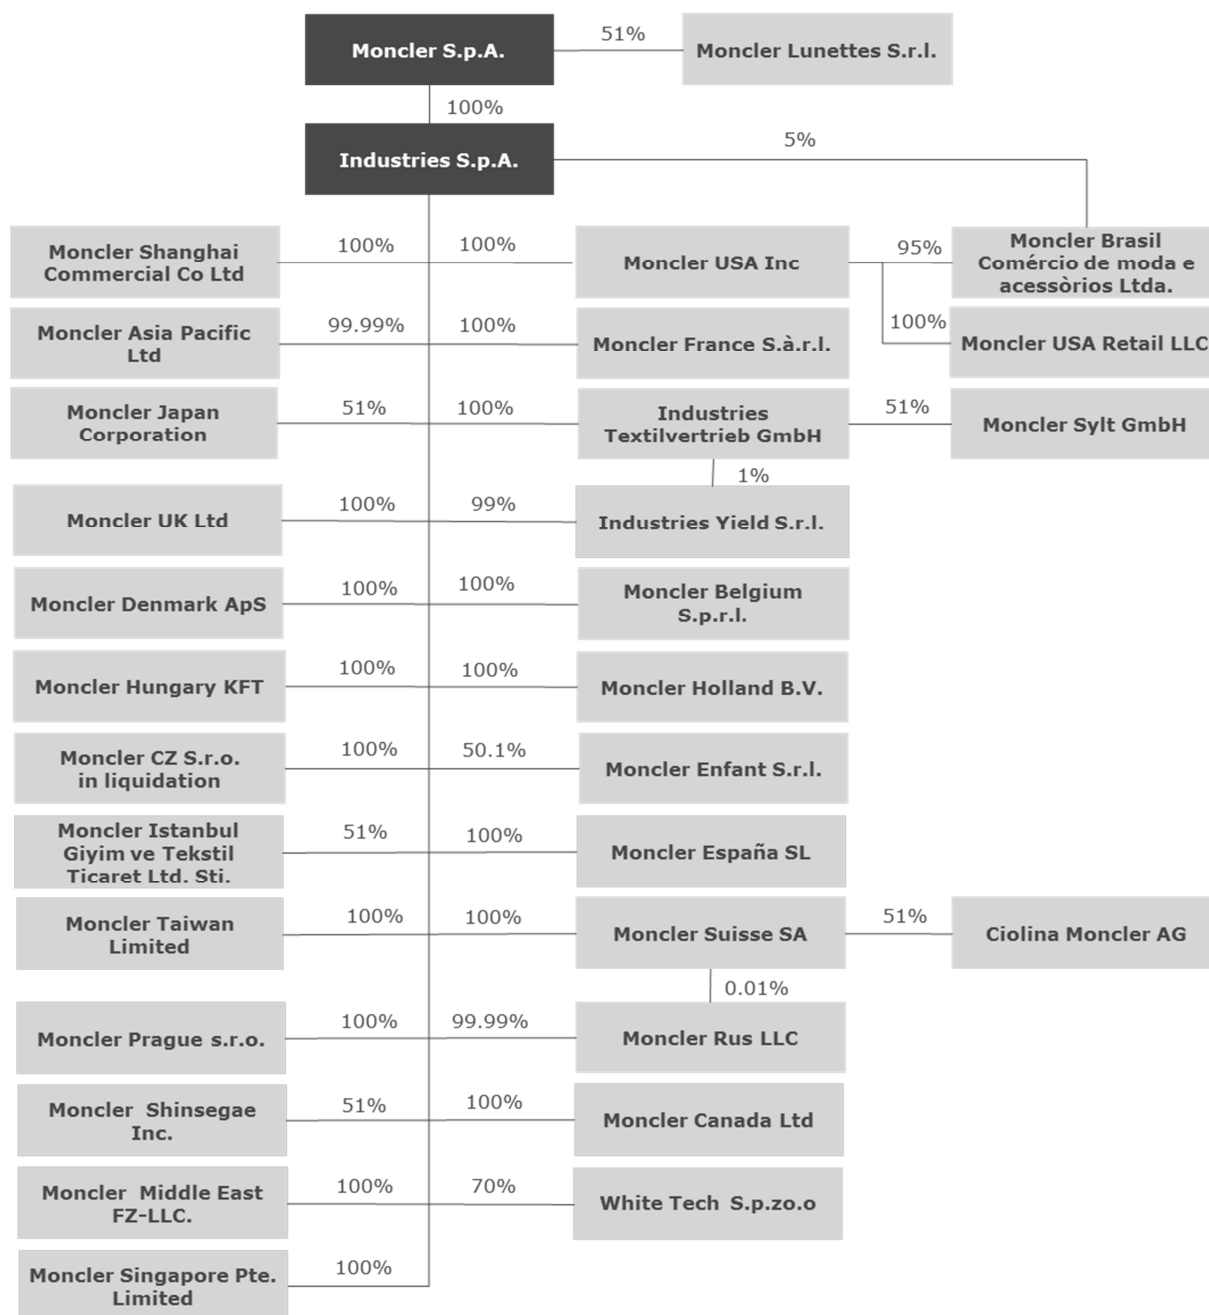 Moncler S.p.A.
51%
Moncler Lunettes S.r.l.
100%
Industries S.p.A.
5%
Moncler Shanghai
Commercial Co Ltd
100%
100%
Moncler USA Inc
95%
Moncler Brasil
Comércio de moda e
acessòrios Ltda.
Moncler Asia Pacific
Ltd
99.99%
100%
Moncler France S.à.r.l.
100%
Moncler USA Retail LLC
Moncler Japan
Corporation
51%
100%
Industries
Textilvertrieb GmbH
51%
Moncler Sylt GmbH
1%
Moncler UK Ltd
100%
99%
Industries Yield S.r.l.
Moncler Denmark ApS
100%
100%
Moncler Belgium
S.p.r.l.
Moncler Hungary KFT
100%
100%
Moncler Holland B.V.
Moncler CZ S.r.o.
in liquidation
100%
50.1%
Moncler Enfant S.r.l.
Moncler Istanbul
Giyim ve Tekstil
Ticaret Ltd. Sti.
51%
100%
Moncler España SL
Moncler Taiwan
Limited
100%
100%
Moncler Suisse SA
51%
Ciolina Moncler AG
0.01%
Moncler Prague s.r.o.
100%
99.99%
Moncler Rus LLC
Moncler Shinsegae
Inc.
51%
100%
Moncler Canada Ltd
Moncler Middle East
FZ-LLC.
100%
70%
White Tech S.p.zo.o
Moncler Singapore Pte.
Limited
100%